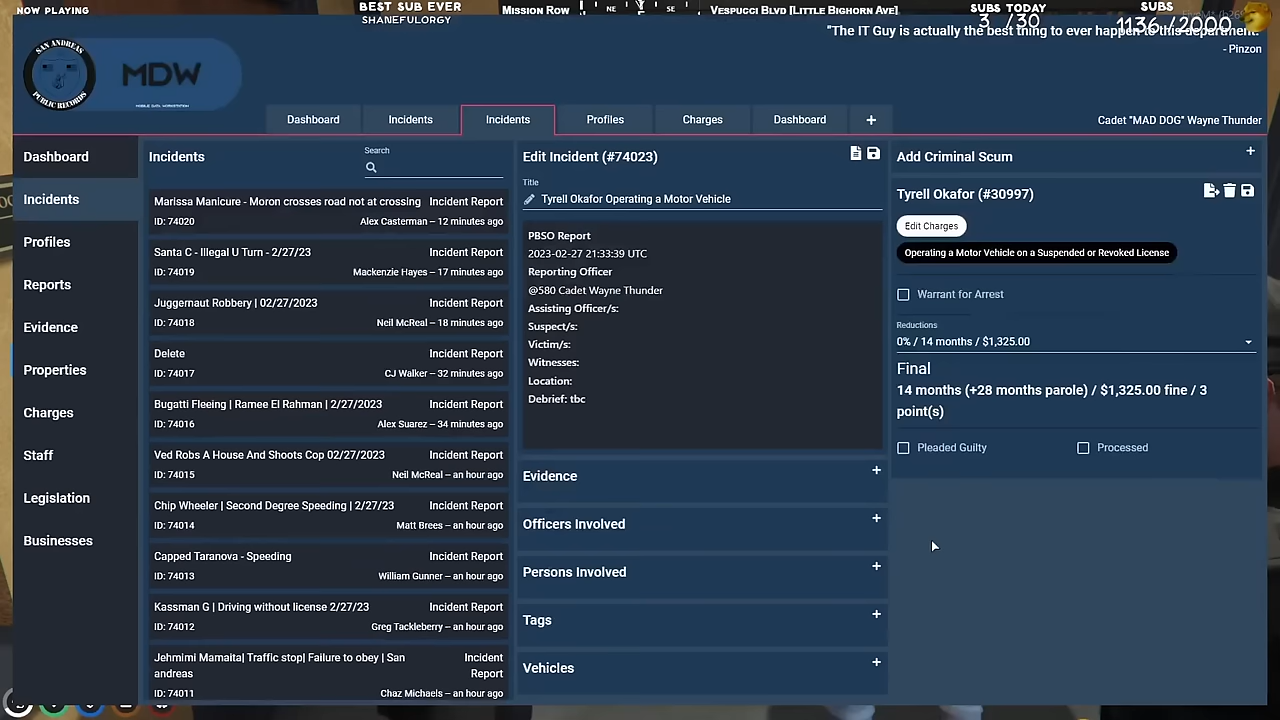 NOW PLAYING
BEST SUB EVER
SHANEFULORGY
Mission Row
NE
SE
Vespucci Blvd [Little Bighorn Ave]
SUBS TODAY
3 /30
SUBS
1136/2000
"The IT Guy is actually the best thing to ever happen to this department."
- Pinzon
SAN ANDREAS
PUBLIC RECORDS
MDW
MOBILE DATA WORKSTATION
Dashboard
Incidents
Incidents
Profiles
Charges
Dashboard
+
Cadet "MAD DOG" Wayne Thunder
Dashboard
Incidents
Profiles
Reports
Evidence
Properties
Charges
Staff
Legislation
Businesses
Incidents
Search
Marissa Manicure - Moron crosses road not at crossing Incident Report
ID: 74020 Alex Casterman – 12 minutes ago
Santa C - Illegal U Turn - 2/27/23 Incident Report
ID: 74019 Mackenzie Hayes – 17 minutes ago
Juggernaut Robbery | 02/27/2023 Incident Report
ID: 74018 Neil McReal – 18 minutes ago
Delete Incident Report
ID: 74017 CJ Walker – 32 minutes ago
Bugatti Fleeing | Ramee El Rahman | 2/27/2023 Incident Report
ID: 74016 Alex Suarez – 34 minutes ago
Ved Robs A House And Shoots Cop 02/27/2023 Incident Report
ID: 74015 Neil McReal – an hour ago
Chip Wheeler | Second Degree Speeding | 2/27/23 Incident Report
ID: 74014 Matt Brees – an hour ago
Capped Taranova - Speeding Incident Report
ID: 74013 William Gunner – an hour ago
Kassman G | Driving without license 2/27/23 Incident Report
ID: 74012 Greg Tackleberry – an hour ago
Jehmimi Mamaita| Traffic stop| Failure to obey | San Incident
andreas Report
ID: 74011 Chaz Michaels – an hour ago
Edit Incident (#74023)
Title
Tyrell Okafor Operating a Motor Vehicle
PBSO Report
2023-02-27 21:33:39 UTC
Reporting Officer
@580 Cadet Wayne Thunder
Assisting Officer/s:
Suspect/s:
Victim/s:
Witnesses:
Location:
Debrief: tbc
Evidence +
Officers Involved +
Persons Involved +
Tags +
Vehicles +
Add Criminal Scum +
Tyrell Okafor (#30997)
Edit Charges
Operating a Motor Vehicle on a Suspended or Revoked License
Warrant for Arrest
Reductions
0% / 14 months / $1,325.00
Final
14 months (+28 months parole) / $1,325.00 fine / 3
point(s)
Pleaded Guilty
Processed